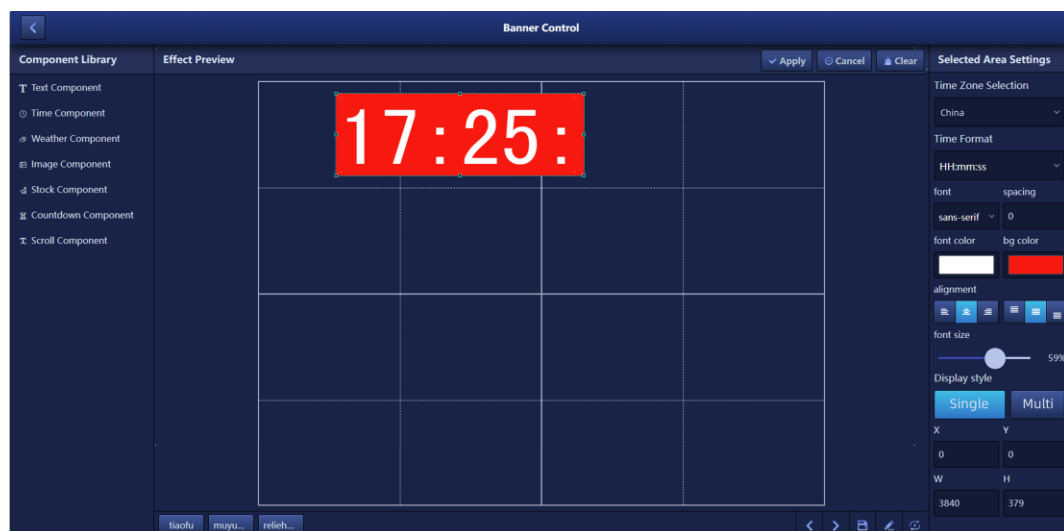 Banner Control
Component Library
Effect Preview
Apply
Cancel
Clear
Selected Area Settings
Text Component
Time Component
Weather Component
Image Component
Stock Component
Countdown Component
Scroll Component
17:25:
Time Zone Selection
China
Time Format
HH:mm:ss
font spacing
sans-serif 0
font color bg color
alignment
font size
59%
Display style
Single Multi
X Y
0 0
W H
3840 379
tiaofu muyu... relieh...